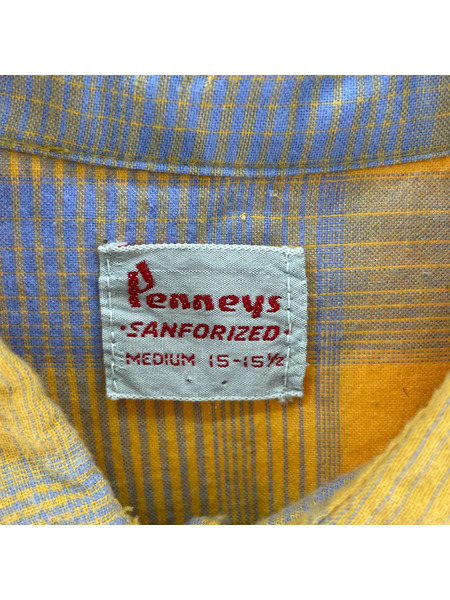 Penneys
•SANFORIZED•
MEDIUM 15-15½